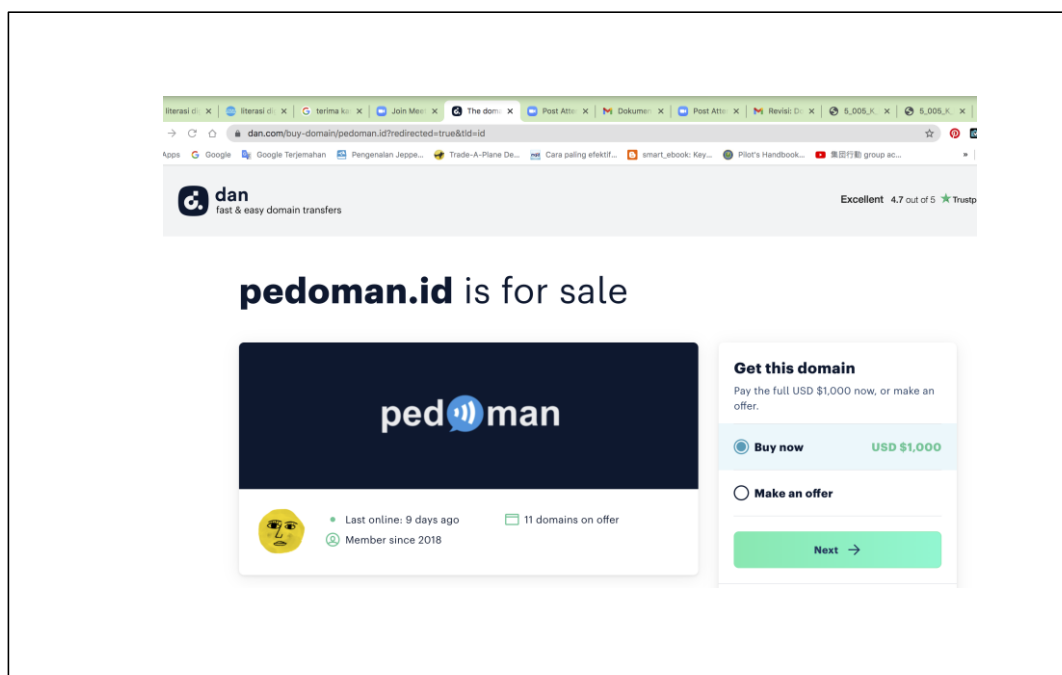 literasi di literasi di terima ka Join Mee The doma Post Atte Dokumen Post Atte Revisi: D 5_005_K_ 5_005_K_
dan.com/buy-domain/pedoman.id?redirected=true&tld=id
Apps Google Google Terjemahan Pengenalan Jeppe... Trade-A-Plane De... Cara paling efektif... smart_ebook: Key... Pilot's Handbook... 集団行動 group ac... »
d. dan
fast & easy domain transfers
Excellent 4.7 out of 5 Trustp
pedoman.id is for sale
pedoman
Last online: 9 days ago
11 domains on offer
Member since 2018
Get this domain
Pay the full USD $1,000 now, or make an
offer.
Buy now USD $1,000
Make an offer
Next →